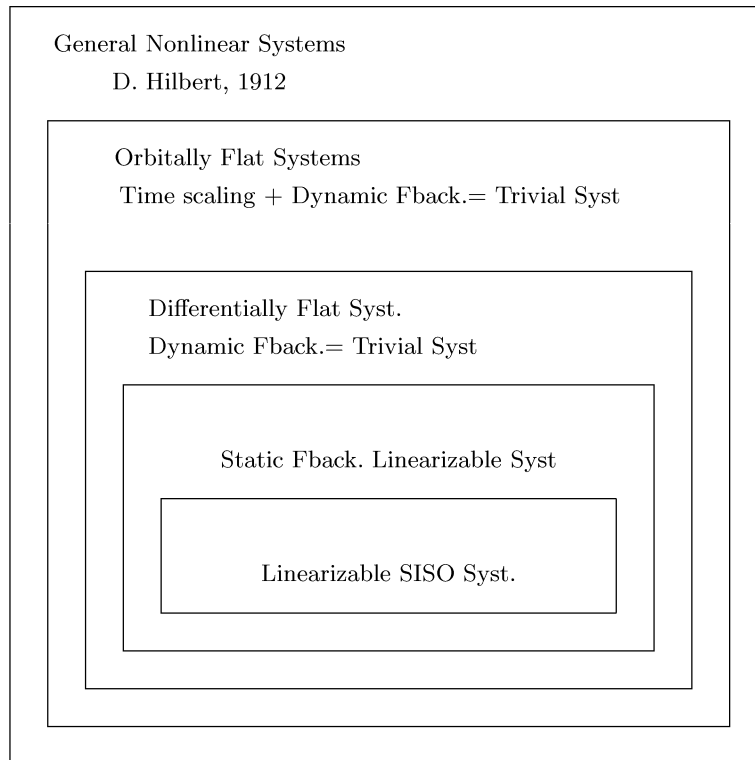 General Nonlinear Systems
D. Hilbert, 1912
Orbitally Flat Systems
Time scaling + Dynamic Fback.= Trivial Syst
Differentially Flat Syst.
Dynamic Fback.= Trivial Syst
Static Fback. Linearizable Syst
Linearizable SISO Syst.